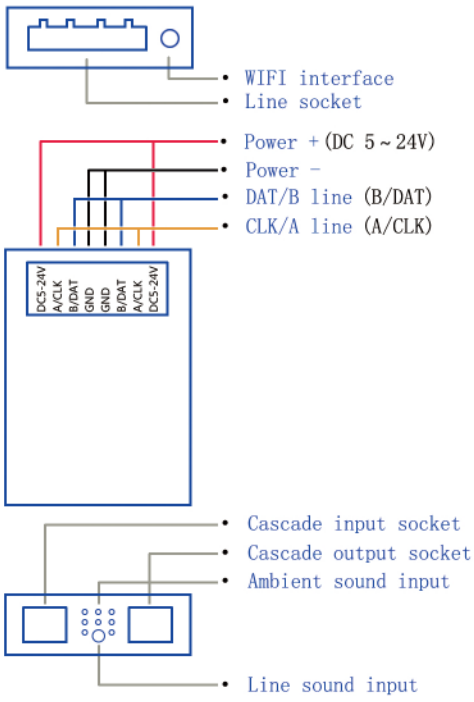 WIFI interface
Line socket
Power +(DC 5~24V)
Power -
DAT/B line (B/DAT)
CLK/A line (A/CLK)
DC5-24V
A/CLK
B/DAT
GND
GND
B/DAT
A/CLK
DC5-24V
Cascade input socket
Cascade output socket
Ambient sound input
Line sound input